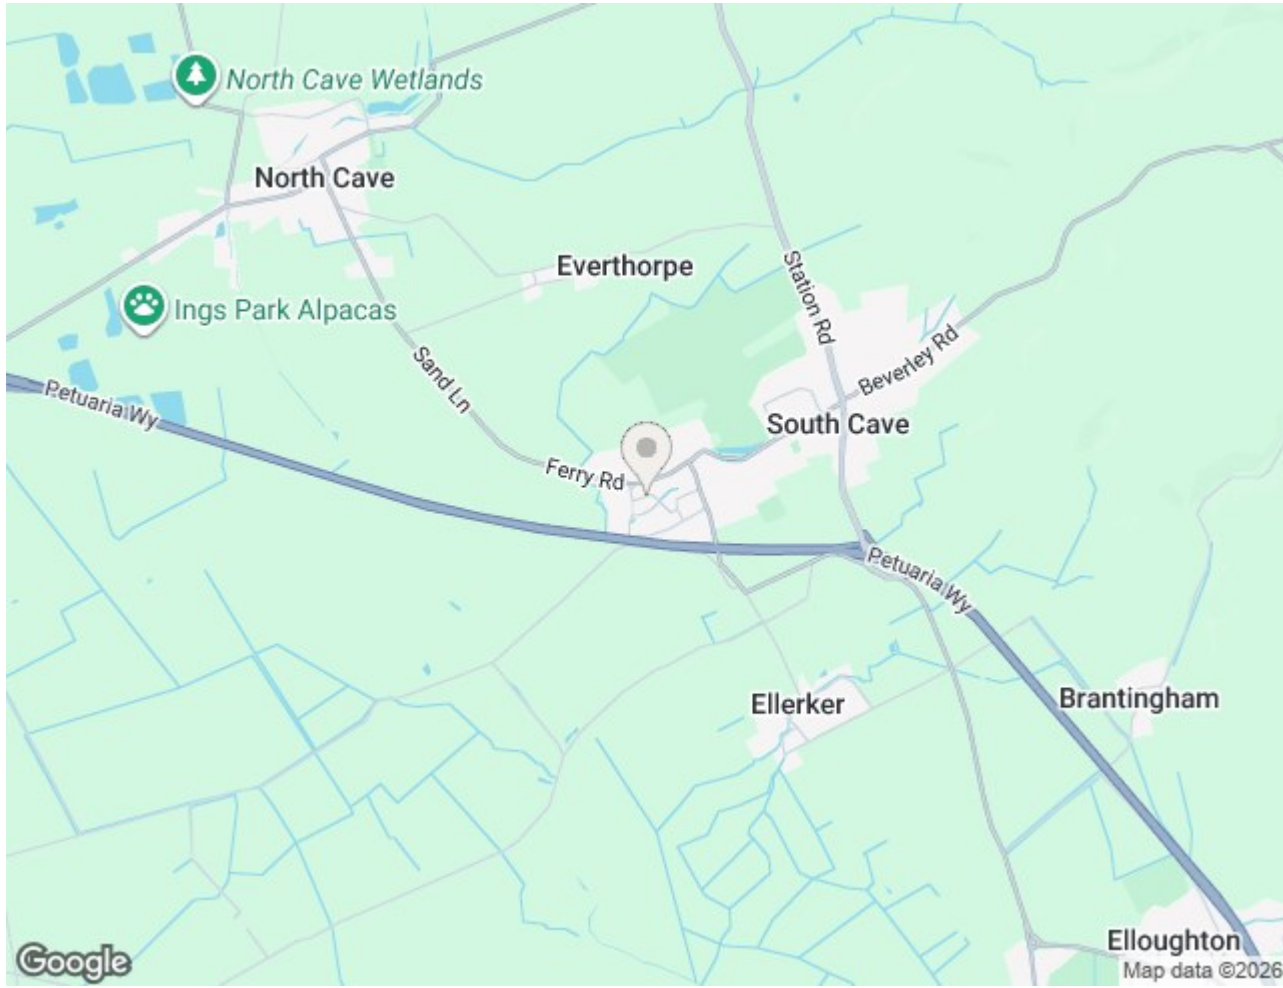 North Cave Wetlands
North Cave
Everthorpe
Station Rd
Ings Park Alpacas
Sand Ln
Beverley Rd
Petuaria Wy
South Cave
Ferry Rd
Petuaria Wy
Ellerker
Brantingham
Elloughton
Google
Map data ©2026